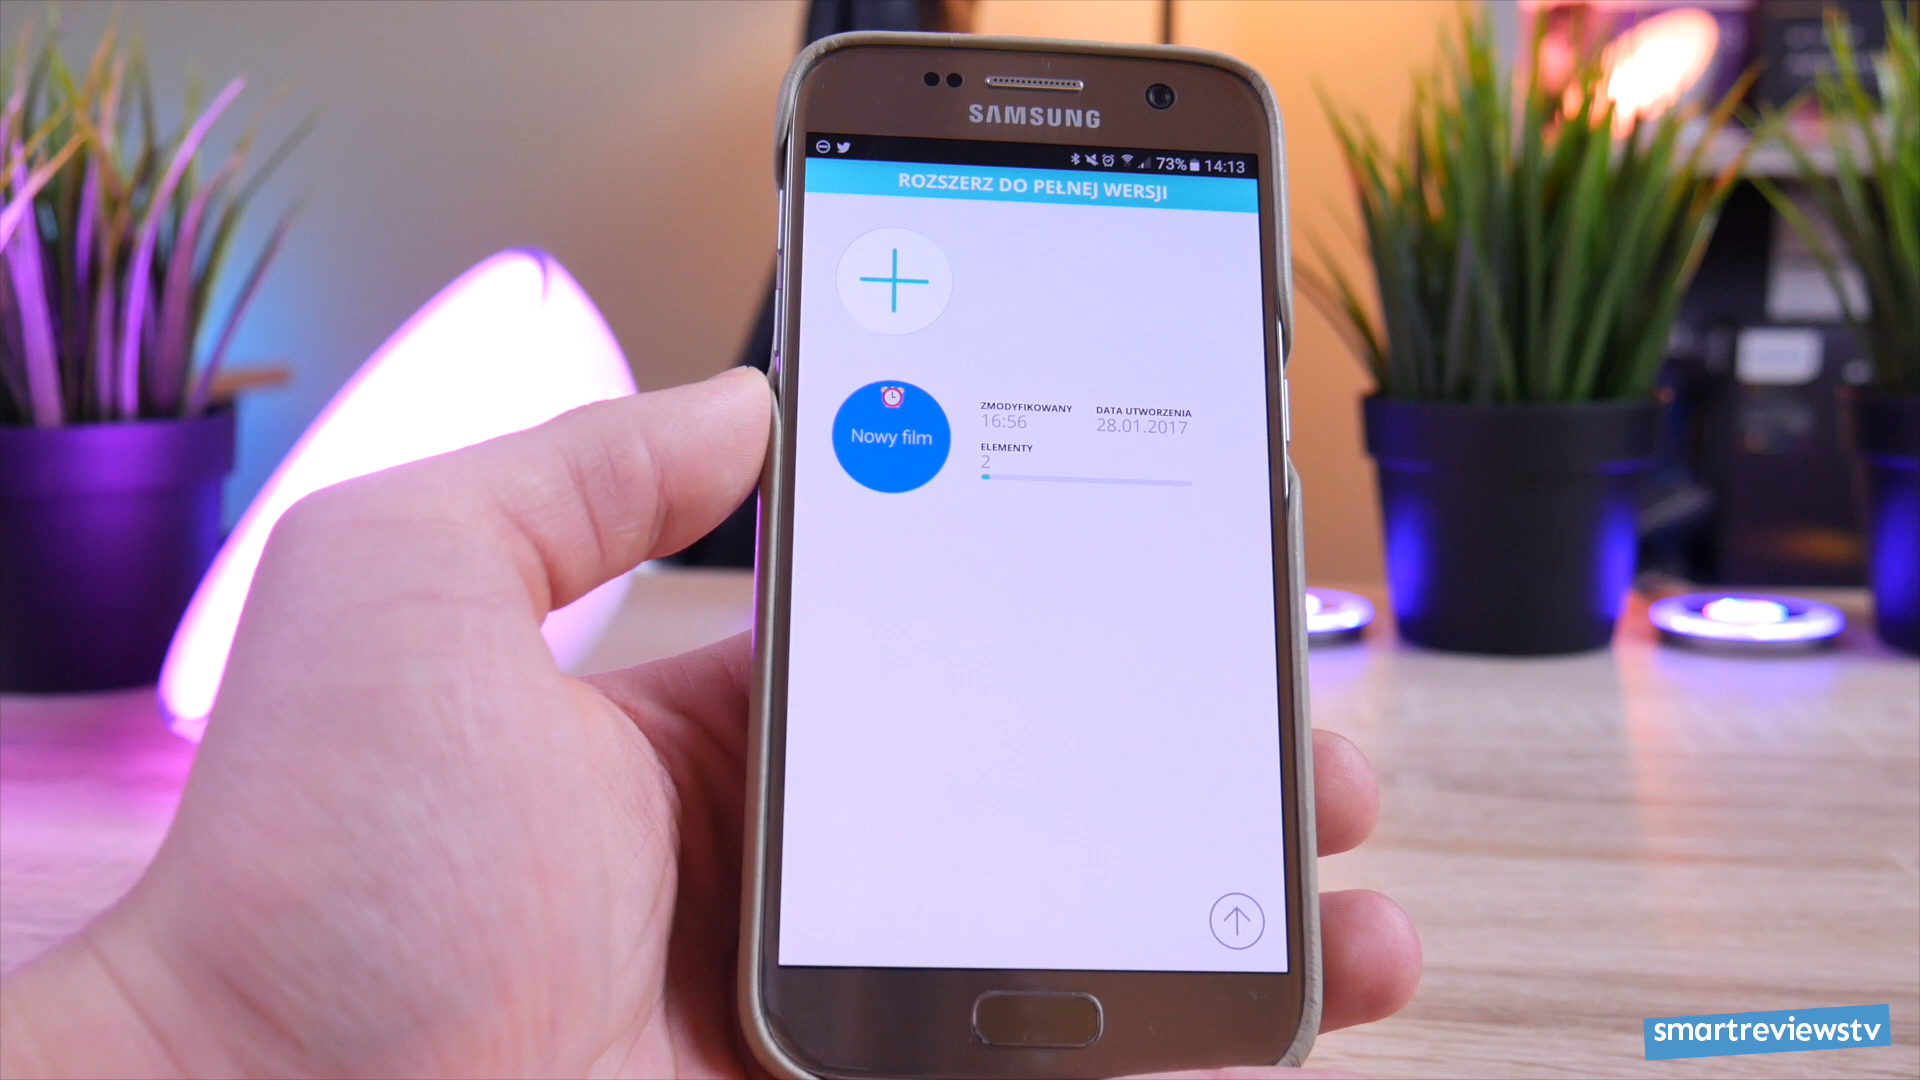 SAMSUNG
73% 14:13
ROZSZERZ DO PEŁNEJ WERSJI
Nowy film
ZMODYFIKOWANY
16:56
DATA UTWORZENIA
28.01.2017
ELEMENTY
2
smartreviewstv